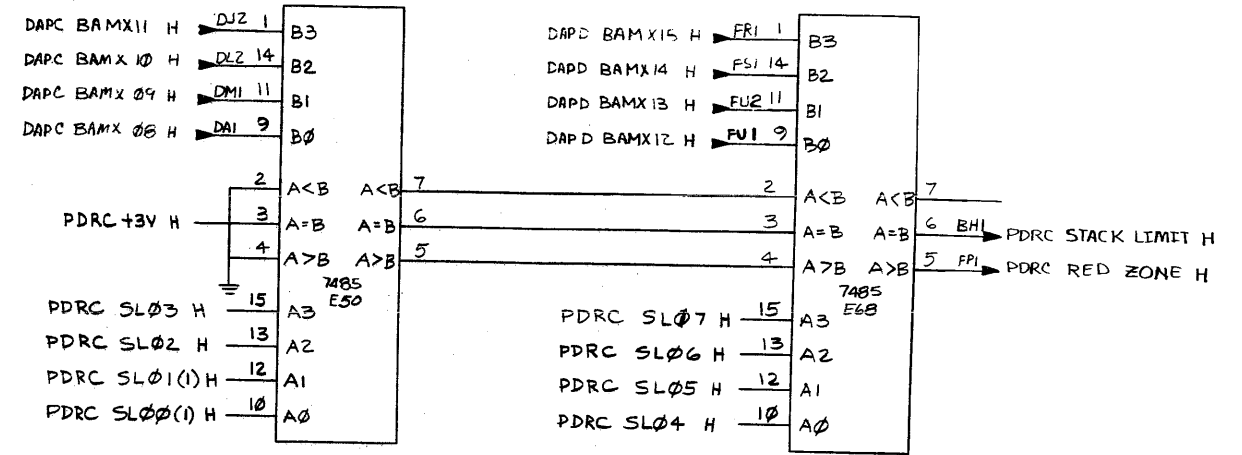 DAPC BAMX11 H DJ2 1 B3
DAPC BAMX 1Ø H DL2 14 B2
DAPC BAMX Ø9 H DM1 11 B1
DAPC BAMX Ø8 H DA1 9 BØ
2 A<B A<B 7
PDRC +3V H 3 A=B A=B 6
4 A>B A>B 5
7485
E5O
PDRC SLØ3 H 15 A3
PDRC SLØ2 H 13 A2
PDRC SLØ1(1)H 12 A1
PDRC SLØØ(1) H 1Ø AØ
DAPD BAMX15 H FR1 1 B3
DAPD BAMX14 H FS1 14 B2
DAPD BAMX13 H FU2 11 B1
DAPD BAMX12 H FU1 9 BØ
2 A<B A<B 7
3 A=B A=B 6 BH1 PDRC STACK LIMIT H
4 A>B A>B 5 FP1 PDRC RED ZONE H
7485
E68
PDRC SLØ7 H 15 A3
PDRC SLØ6 H 13 A2
PDRC SLØ5 H 12 A1
PDRC SLØ4 H 1Ø AØ